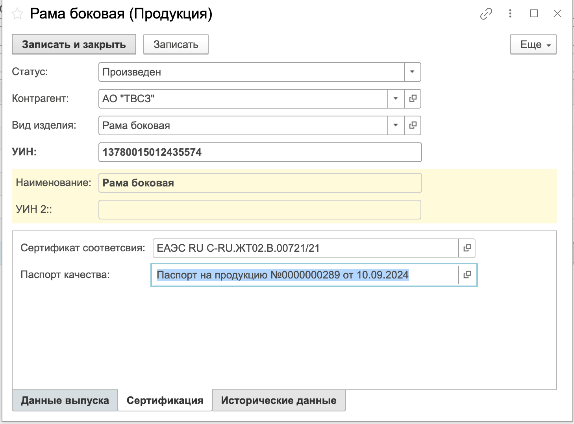 Рама боковая (Продукция)
Записать и закрыть Записать Еще
Статус: Произведен
Контрагент: АО "ТВСЗ"
Вид изделия: Рама боковая
УИН: 13780015012435574
Наименование: Рама боковая
УИН 2::
Сертификат соответсвия: ЕАЭС RU C-RU.ЖТ02.В.00721/21
Паспорт качества: Паспорт на продукцию №0000000289 от 10.09.2024
Данные выпуска Сертификация Исторические данные